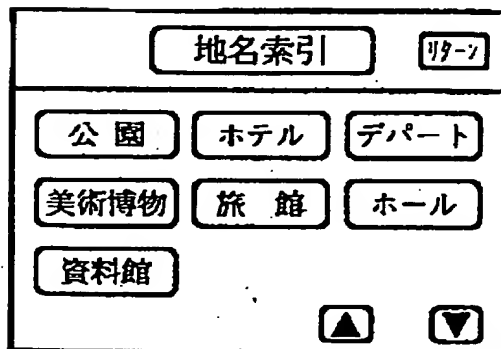 地名索引 リターン
公園 ホテル デパート
美術博物 旅館 ホール
資料館
▲ ▼